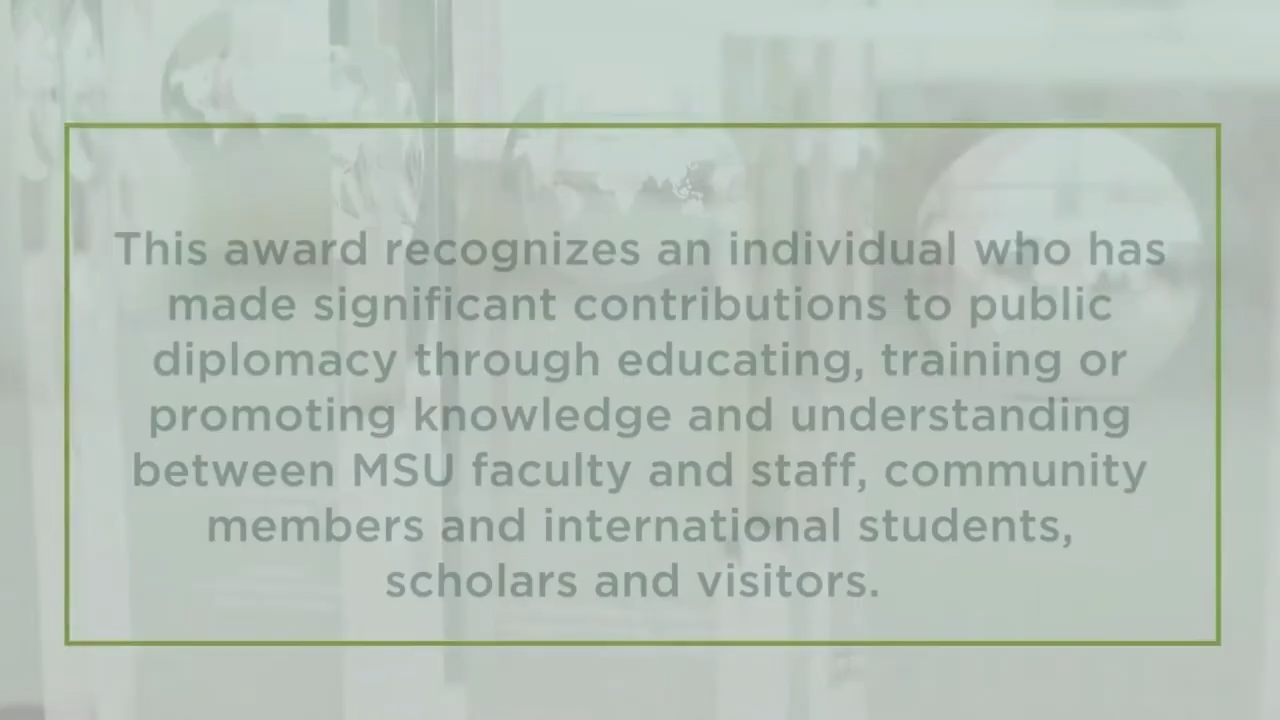 This award recognizes an individual who has
made significant contributions to public
diplomacy through educating, training or
promoting knowledge and understanding
between MSU faculty and staff, community
members and international students,
scholars and visitors.